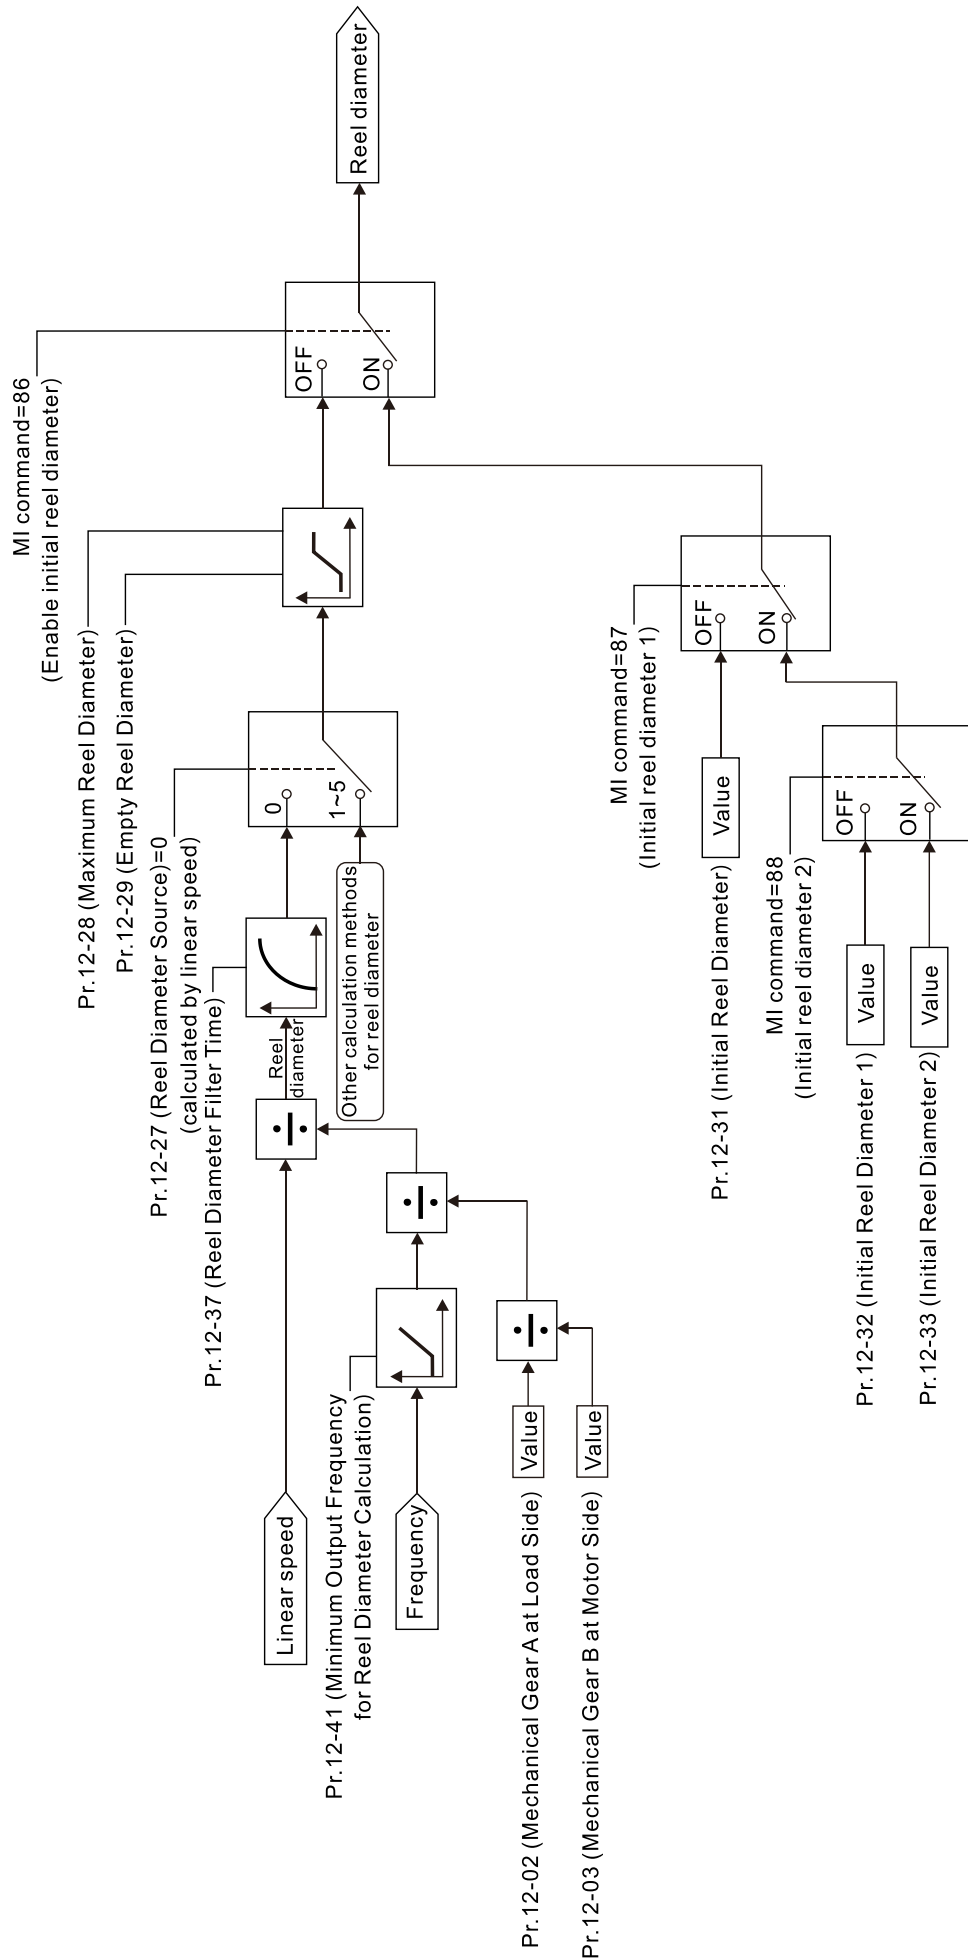 MI command=86
(Enable initial reel diameter)
Pr.12-28 (Maximum Reel Diameter)
Pr.12-29 (Empty Reel Diameter)
Pr.12-27 (Reel Diameter Source)=0
(calculated by linear speed)
Pr.12-37 (Reel Diameter Filter Time)
Linear speed
Reel
diameter
0
1~5
OFF
ON
Reel diameter
Other calculation methods
for reel diameter
Pr.12-41 (Minimum Output Frequency
for Reel Diameter Calculation)
Frequency
Pr.12-02 (Mechanical Gear A at Load Side)
Value
Pr.12-03 (Mechanical Gear B at Motor Side)
Value
MI command=87
(Initial reel diameter 1)
OFF
ON
Pr.12-31 (Initial Reel Diameter)
Value
MI command=88
(Initial reel diameter 2)
OFF
ON
Pr.12-32 (Initial Reel Diameter 1)
Value
Pr.12-33 (Initial Reel Diameter 2)
Value